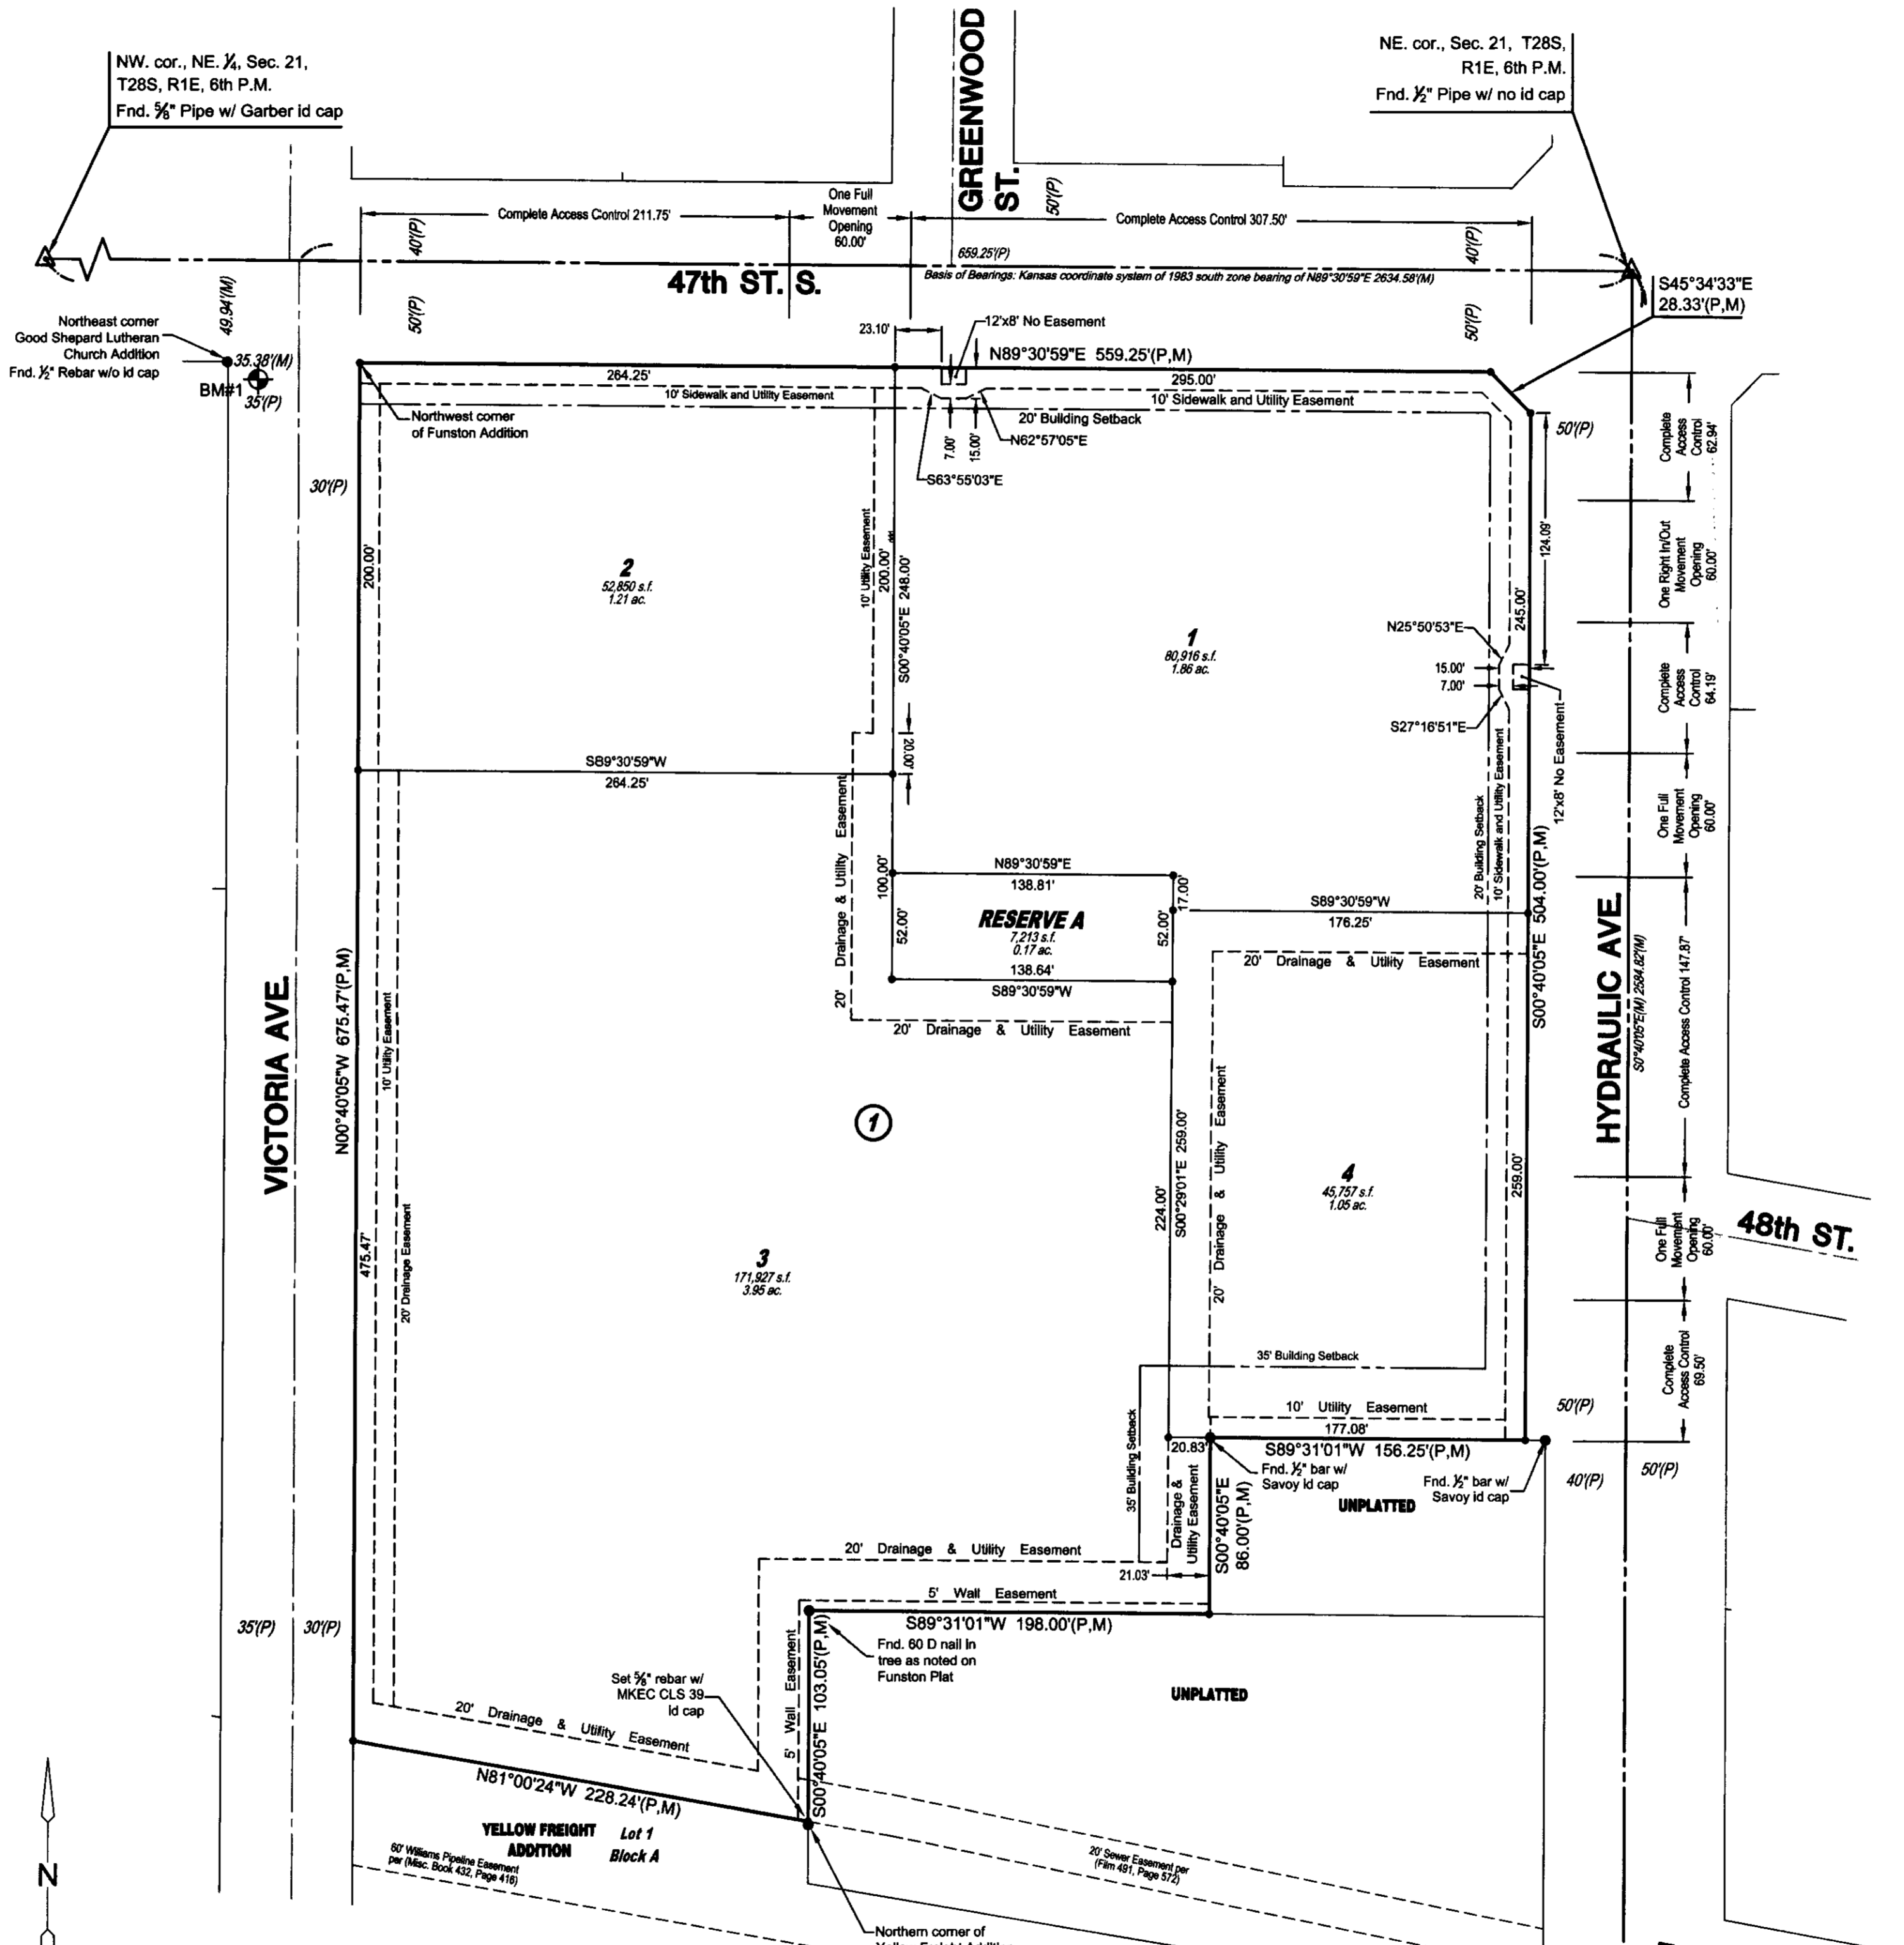 NW. cor., NE. ¼, Sec. 21,
T28S, R1E, 6th P.M.
Fnd. ⅝" Pipe w/ Garber id cap
GREENWOOD
ST.
NE. cor., Sec. 21, T28S,
R1E, 6th P.M.
Fnd. ½" Pipe w/ no id cap
Complete Access Control 211.75'
One Full
Movement
Opening
60.00'
50'(P)
Complete Access Control 307.50'
40'(P)
40'(P)
659.25'(P)
47th ST. S.
Basis of Bearings: Kansas coordinate system of 1983 south zone bearing of N89°30'59"E 2634.58'(M)
S45°34'33"E
28.33'(P,M)
49.94'(M)
50'(P)
50'(P)
Northeast corner
Good Shepard Lutheran
Church Addition
Fnd. ½" Rebar w/o id cap
35.38'(M)
BM#1
35'(P)
23.10'
12'x8' No Easement
N89°30'59"E 559.25'(P,M)
264.25'
295.00'
10' Sidewalk and Utility Easement
10' Sidewalk and Utility Easement
20' Building Setback
Northwest corner
of Funston Addition
7.00'
15.00'
N62°57'05"E
S63°55'03"E
30'(P)
50'(P)
Complete
Access
Control
62.94'
200.00'
10' Utility Easement
200.00'
S00°40'05"E 248.00'
124.09'
245.00'
One Right In/Out
Movement
Opening
60.00'
2
52,850 s.f.
1.21 ac.
1
80,916 s.f.
1.86 ac.
N25°50'53"E
15.00'
7.00'
S27°16'51"E
Complete
Access
Control
64.19'
20.00'
12'x8' No Easement
S89°30'59"W
264.25'
20' Drainage & Utility Easement
20' Building Setback
10' Sidewalk and Utility Easement
One Full
Movement
Opening
60.00'
100.00'
N89°30'59"E
138.81'
17.00'
S89°30'59"W
176.25'
RESERVE A
7,213 s.f.
0.17 ac.
52.00'
52.00'
138.64'
S89°30'59"W
20' Drainage & Utility Easement
20' Drainage & Utility Easement
S00°40'05"E 504.00'(P,M)
HYDRAULIC AVE.
S0°40'05"E(M) 2584.82'(M)
Complete Access Control 147.87'
VICTORIA AVE.
N00°40'05"W 675.47'(P,M)
10' Utility Easement
1
224.00'
S00°29'01"E 259.00'
20' Drainage & Utility Easement
4
45,757 s.f.
1.05 ac.
259.00'
One Full
Movement
Opening
60.00'
48th ST.
475.47'
20' Drainage Easement
3
171,927 s.f.
3.95 ac.
35' Building Setback
Complete
Access Control
69.50'
10' Utility Easement
177.08'
50'(P)
35' Building Setback
20.83'
S89°31'01"W 156.25'(P,M)
Fnd. ½" bar w/
Savoy id cap
Fnd. ½" bar w/
Savoy id cap
40'(P)
50'(P)
UNPLATTED
Drainage &
Utility Easement
S00°40'05"E
86.00'(P,M)
20' Drainage & Utility Easement
21.03'
5' Wall Easement
S89°31'01"W 198.00'(P,M)
35'(P)
30'(P)
Fnd. 60 D nail in
tree as noted on
Funston Plat
5' Wall Easement
S00°40'05"E 103.05'(P,M)
Set ⅝" rebar w/
MKEC CLS 39
id cap
UNPLATTED
20' Drainage & Utility Easement
N81°00'24"W 228.24'(P,M)
YELLOW FREIGHT
ADDITION
Lot 1
Block A
60' Williams Pipeline Easement
per (Misc. Book 432, Page 416)
20' Sewer Easement per
(Film 491, Page 572)
N
Northern corner of